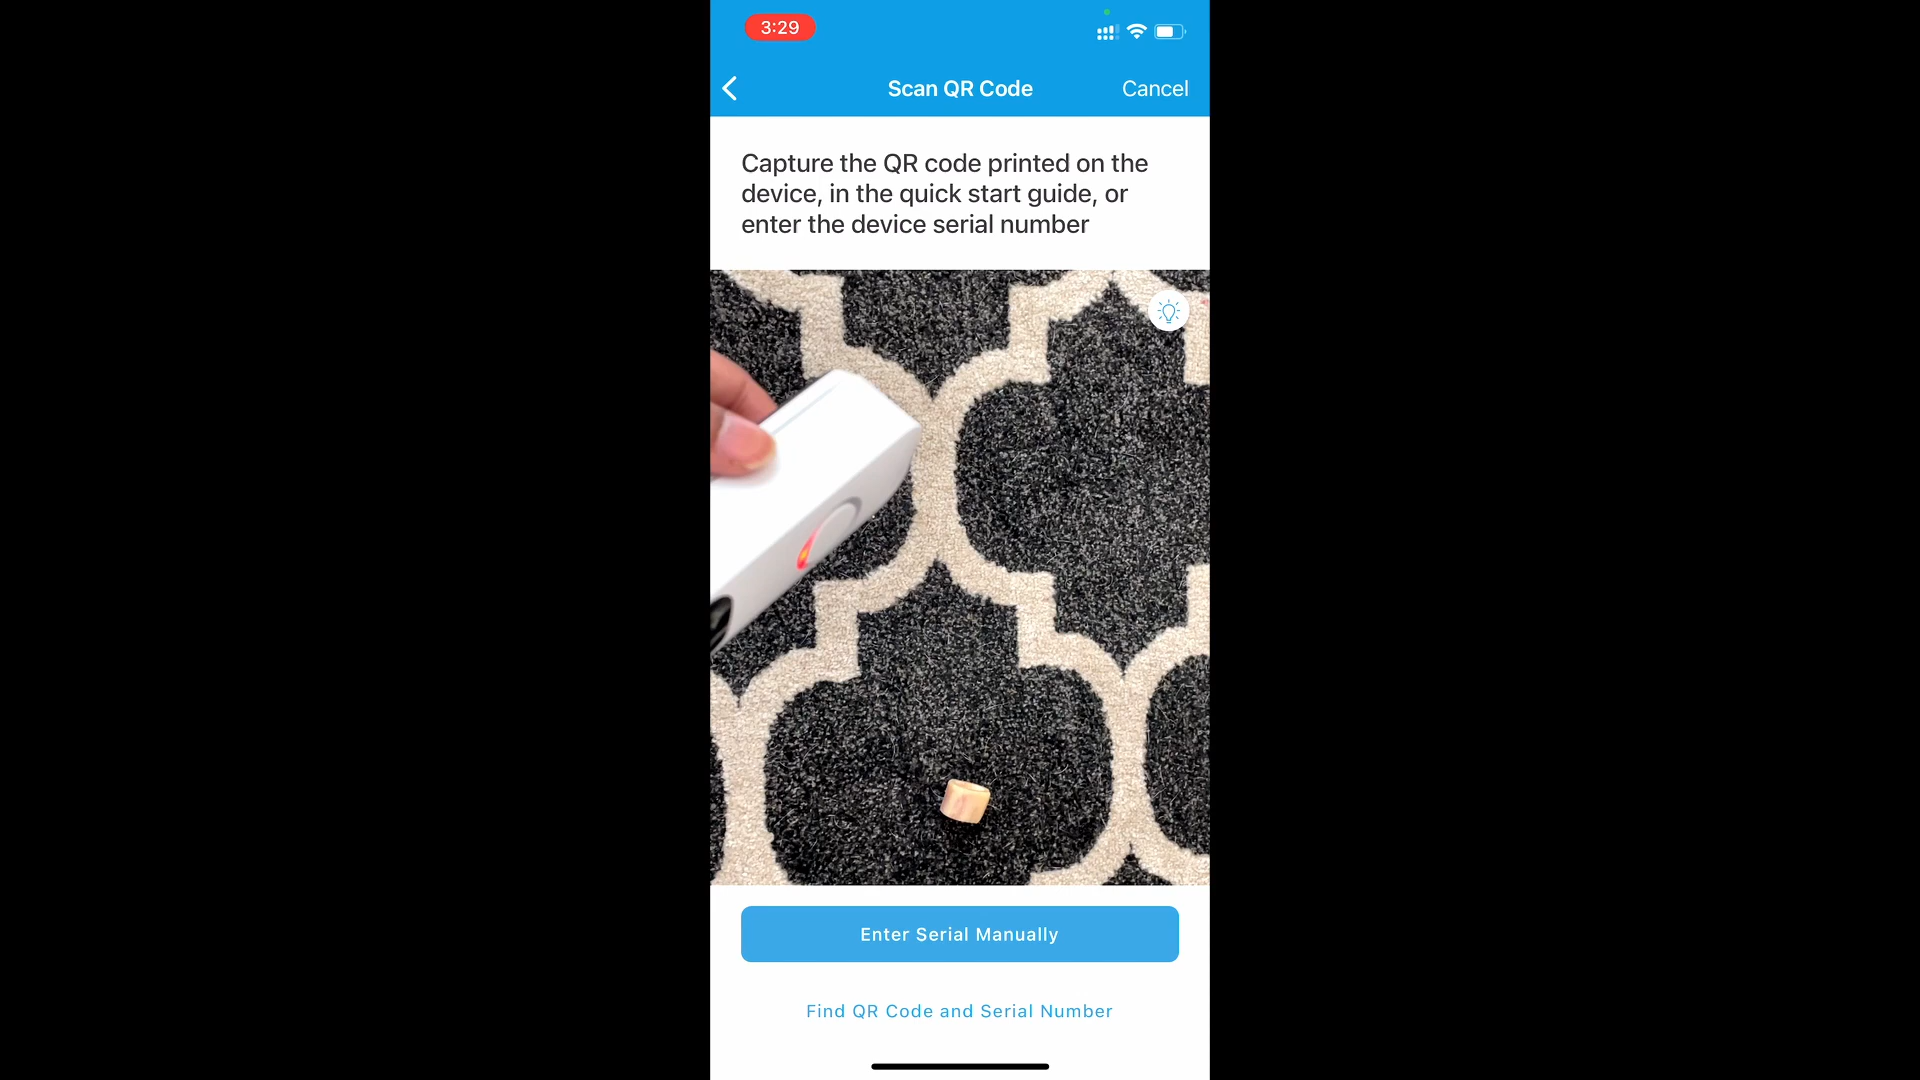 3:29
Scan QR Code
Cancel
Capture the QR code printed on the
device, in the quick start guide, or
enter the device serial number
Enter Serial Manually
Find QR Code and Serial Number